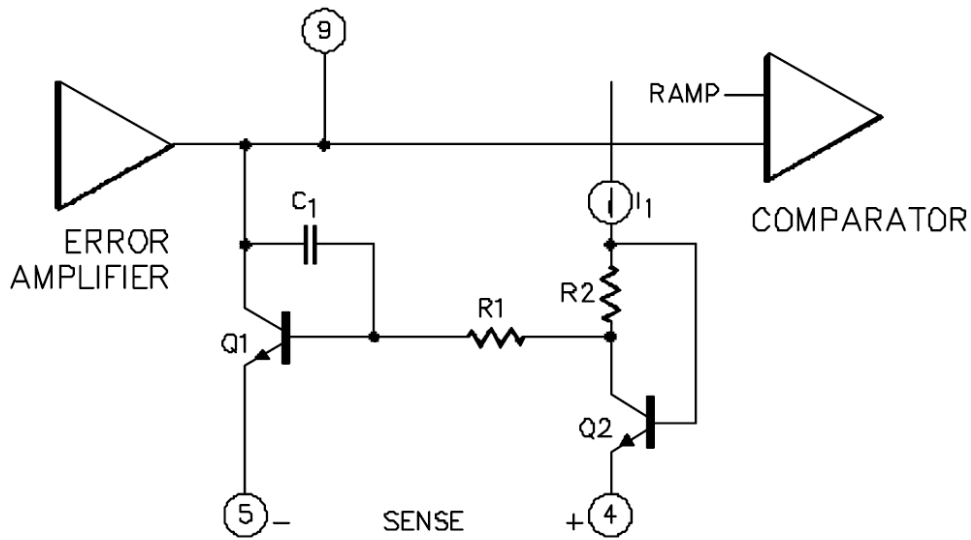 9
RAMP
I1
C1
COMPARATOR
ERROR
AMPLIFIER
R2
R1
Q1
Q2
5 -
SENSE
+ 4